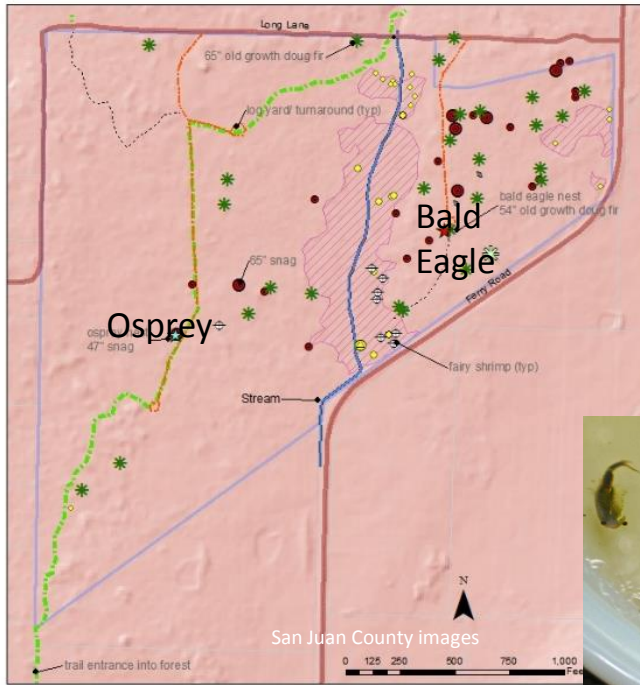 Long Lane
65" old growth doug fir
log yard/ turnaround (typ)
bald eagle nest
54" old growth doug fir
Bald
Eagle
65" snag
Ferry Road
Osprey
47" snag
fairy shrimp (typ)
Stream
N
San Juan County images
0 125 250 500 750 1,000
Fee
trail entrance into forest